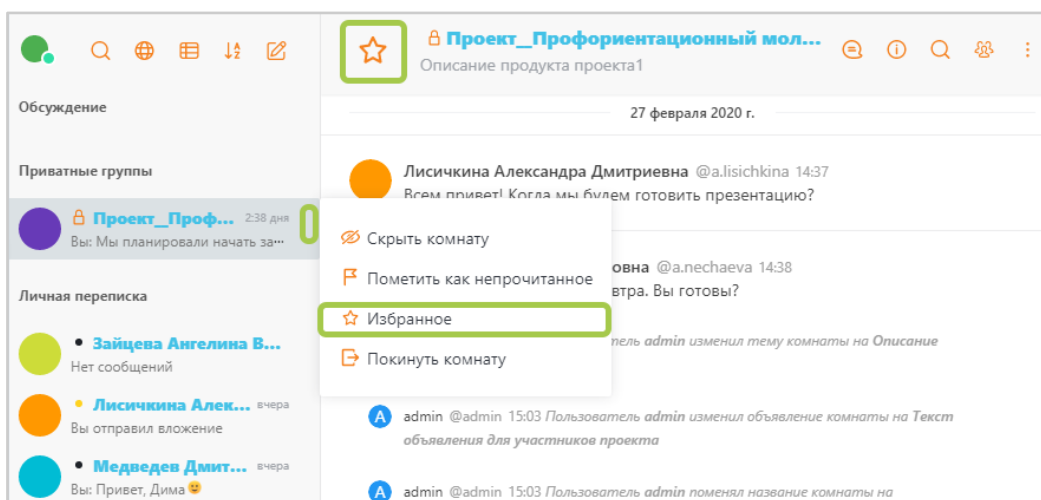 Обсуждение
Приватные группы
Проект__Проф... 2:38 дня
Вы: Мы планировали начать за...
Личная переписка
Зайцева Ангелина В...
Нет сообщений
Лисичкина Алек... вчера
Вы отправил вложение
Медведев Дмит... вчера
Вы: Привет, Дима
Проект__Профориентационный мол...
Описание продукта проекта1
27 февраля 2020 г.
Лисичкина Александра Дмитриевна @a.lisichkina 14:37
Всем привет! Когда мы будем готовить презентацию?
Скрыть комнату
Пометить как непрочитанное
Избранное
Покинуть комнату
овна @a.nechaeva 14:38
втра. Вы готовы?
тель admin изменил тему комнаты на Описание
A admin @admin 15:03 Пользователь admin изменил объявление комнаты на Текст
объявления для участников проекта
A admin @admin 15:03 Пользователь admin поменял название комнаты на